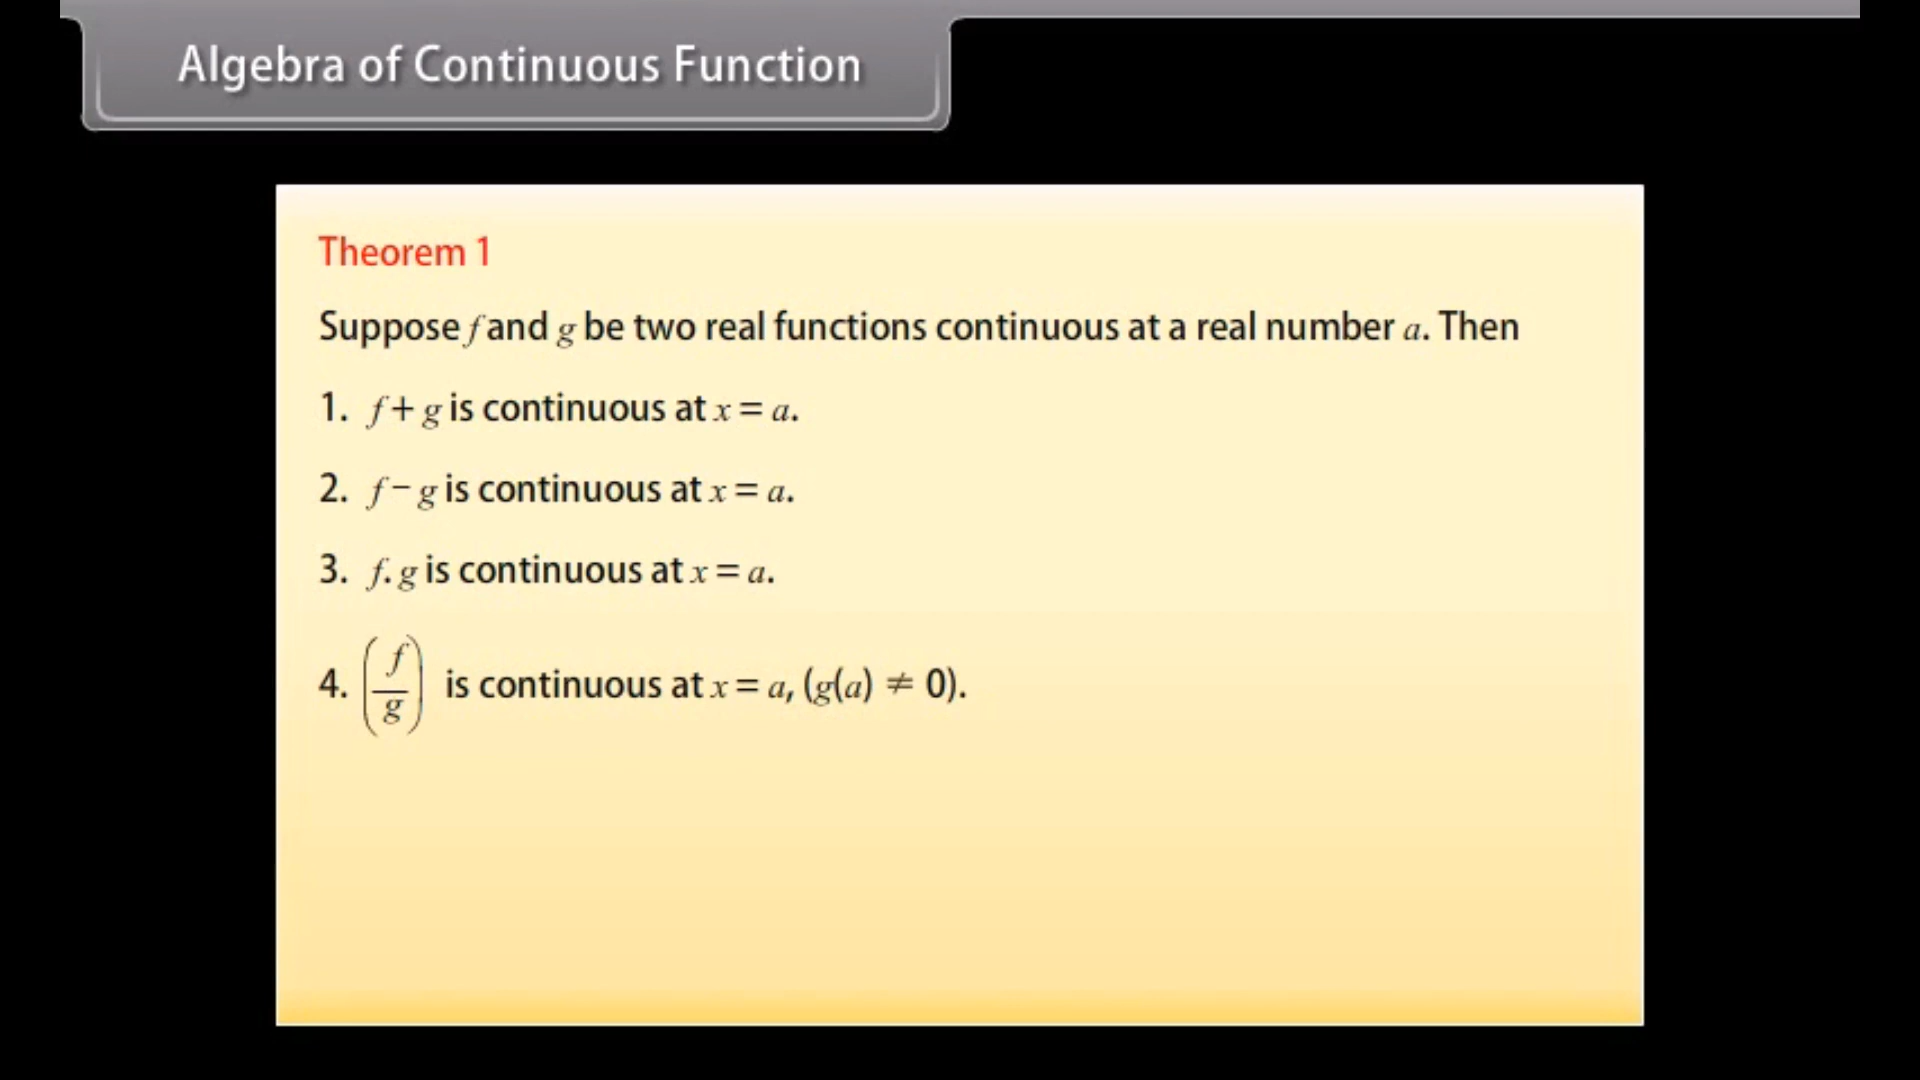 Algebra of Continuous Function
Theorem 1
Suppose f and g be two real functions continuous at a real number a. Then
1. f + g is continuous at x = a.
2. f − g is continuous at x = a.
3. f. g is continuous at x = a.
4. (f/g) is continuous at x = a, (g(a) ≠ 0).